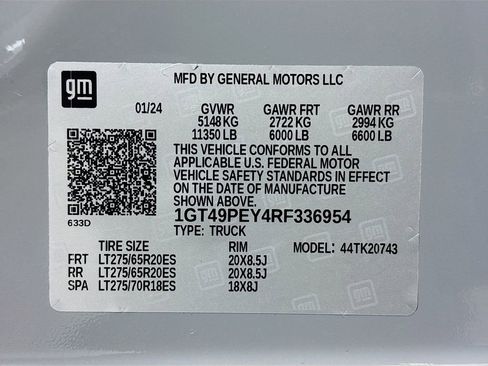 gm
MFD BY GENERAL MOTORS LLC
01/24 GVWR GAWR FRT GAWR RR
5148 KG 2722 KG 2994 KG
11350 LB 6000 LB 6600 LB
THIS VEHICLE CONFORMS TO ALL
APPLICABLE U.S. FEDERAL MOTOR
VEHICLE SAFETY STANDARDS IN EFFECT
ON THE DATE OF MANUFACTURE
SHOWN ABOVE.
633D
1GT49PEY4RF336954
TYPE: TRUCK
TIRE SIZE RIM MODEL: 44TK20743
FRT LT275/65R20ES 20X8.5J
RR LT275/65R20ES 20X8.5J
SPA LT275/70R18ES 18X8J